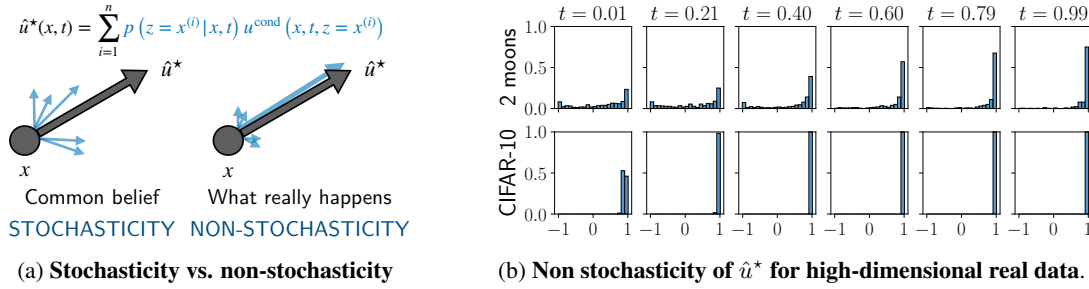 û⋆(x, t) = ∑ⁿᵢ₌₁ p (z = x⁽ⁱ⁾|x, t) uᶜᵒⁿᵈ (x, t, z = x⁽ⁱ⁾)
û⋆ û⋆
x x
Common belief What really happens
STOCHASTICITY NON-STOCHASTICITY
(a) Stochasticity vs. non-stochasticity
t = 0.01 t = 0.21 t = 0.40 t = 0.60 t = 0.79 t = 0.99
2 moons
1.0
0.5
0.0
CIFAR-10
1.0
0.5
0.0
−1 0 1 −1 0 1 −1 0 1 −1 0 1 −1 0 1 −1 0 1
(b) Non stochasticity of û⋆ for high-dimensional real data.